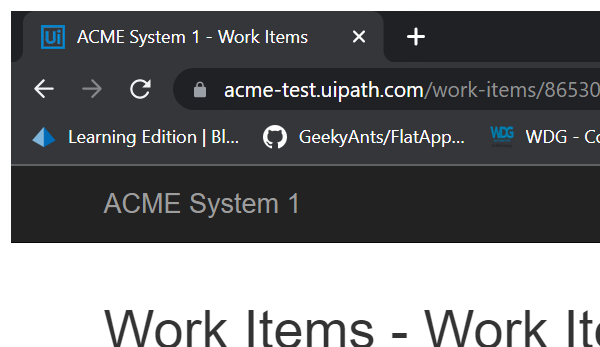 Ui ACME System 1 - Work Items
acme-test.uipath.com/work-items/86530
Learning Edition | Bl... GeekyAnts/FlatApp... WDG WDG - Co
ACME System 1
Work Items - Work Ite